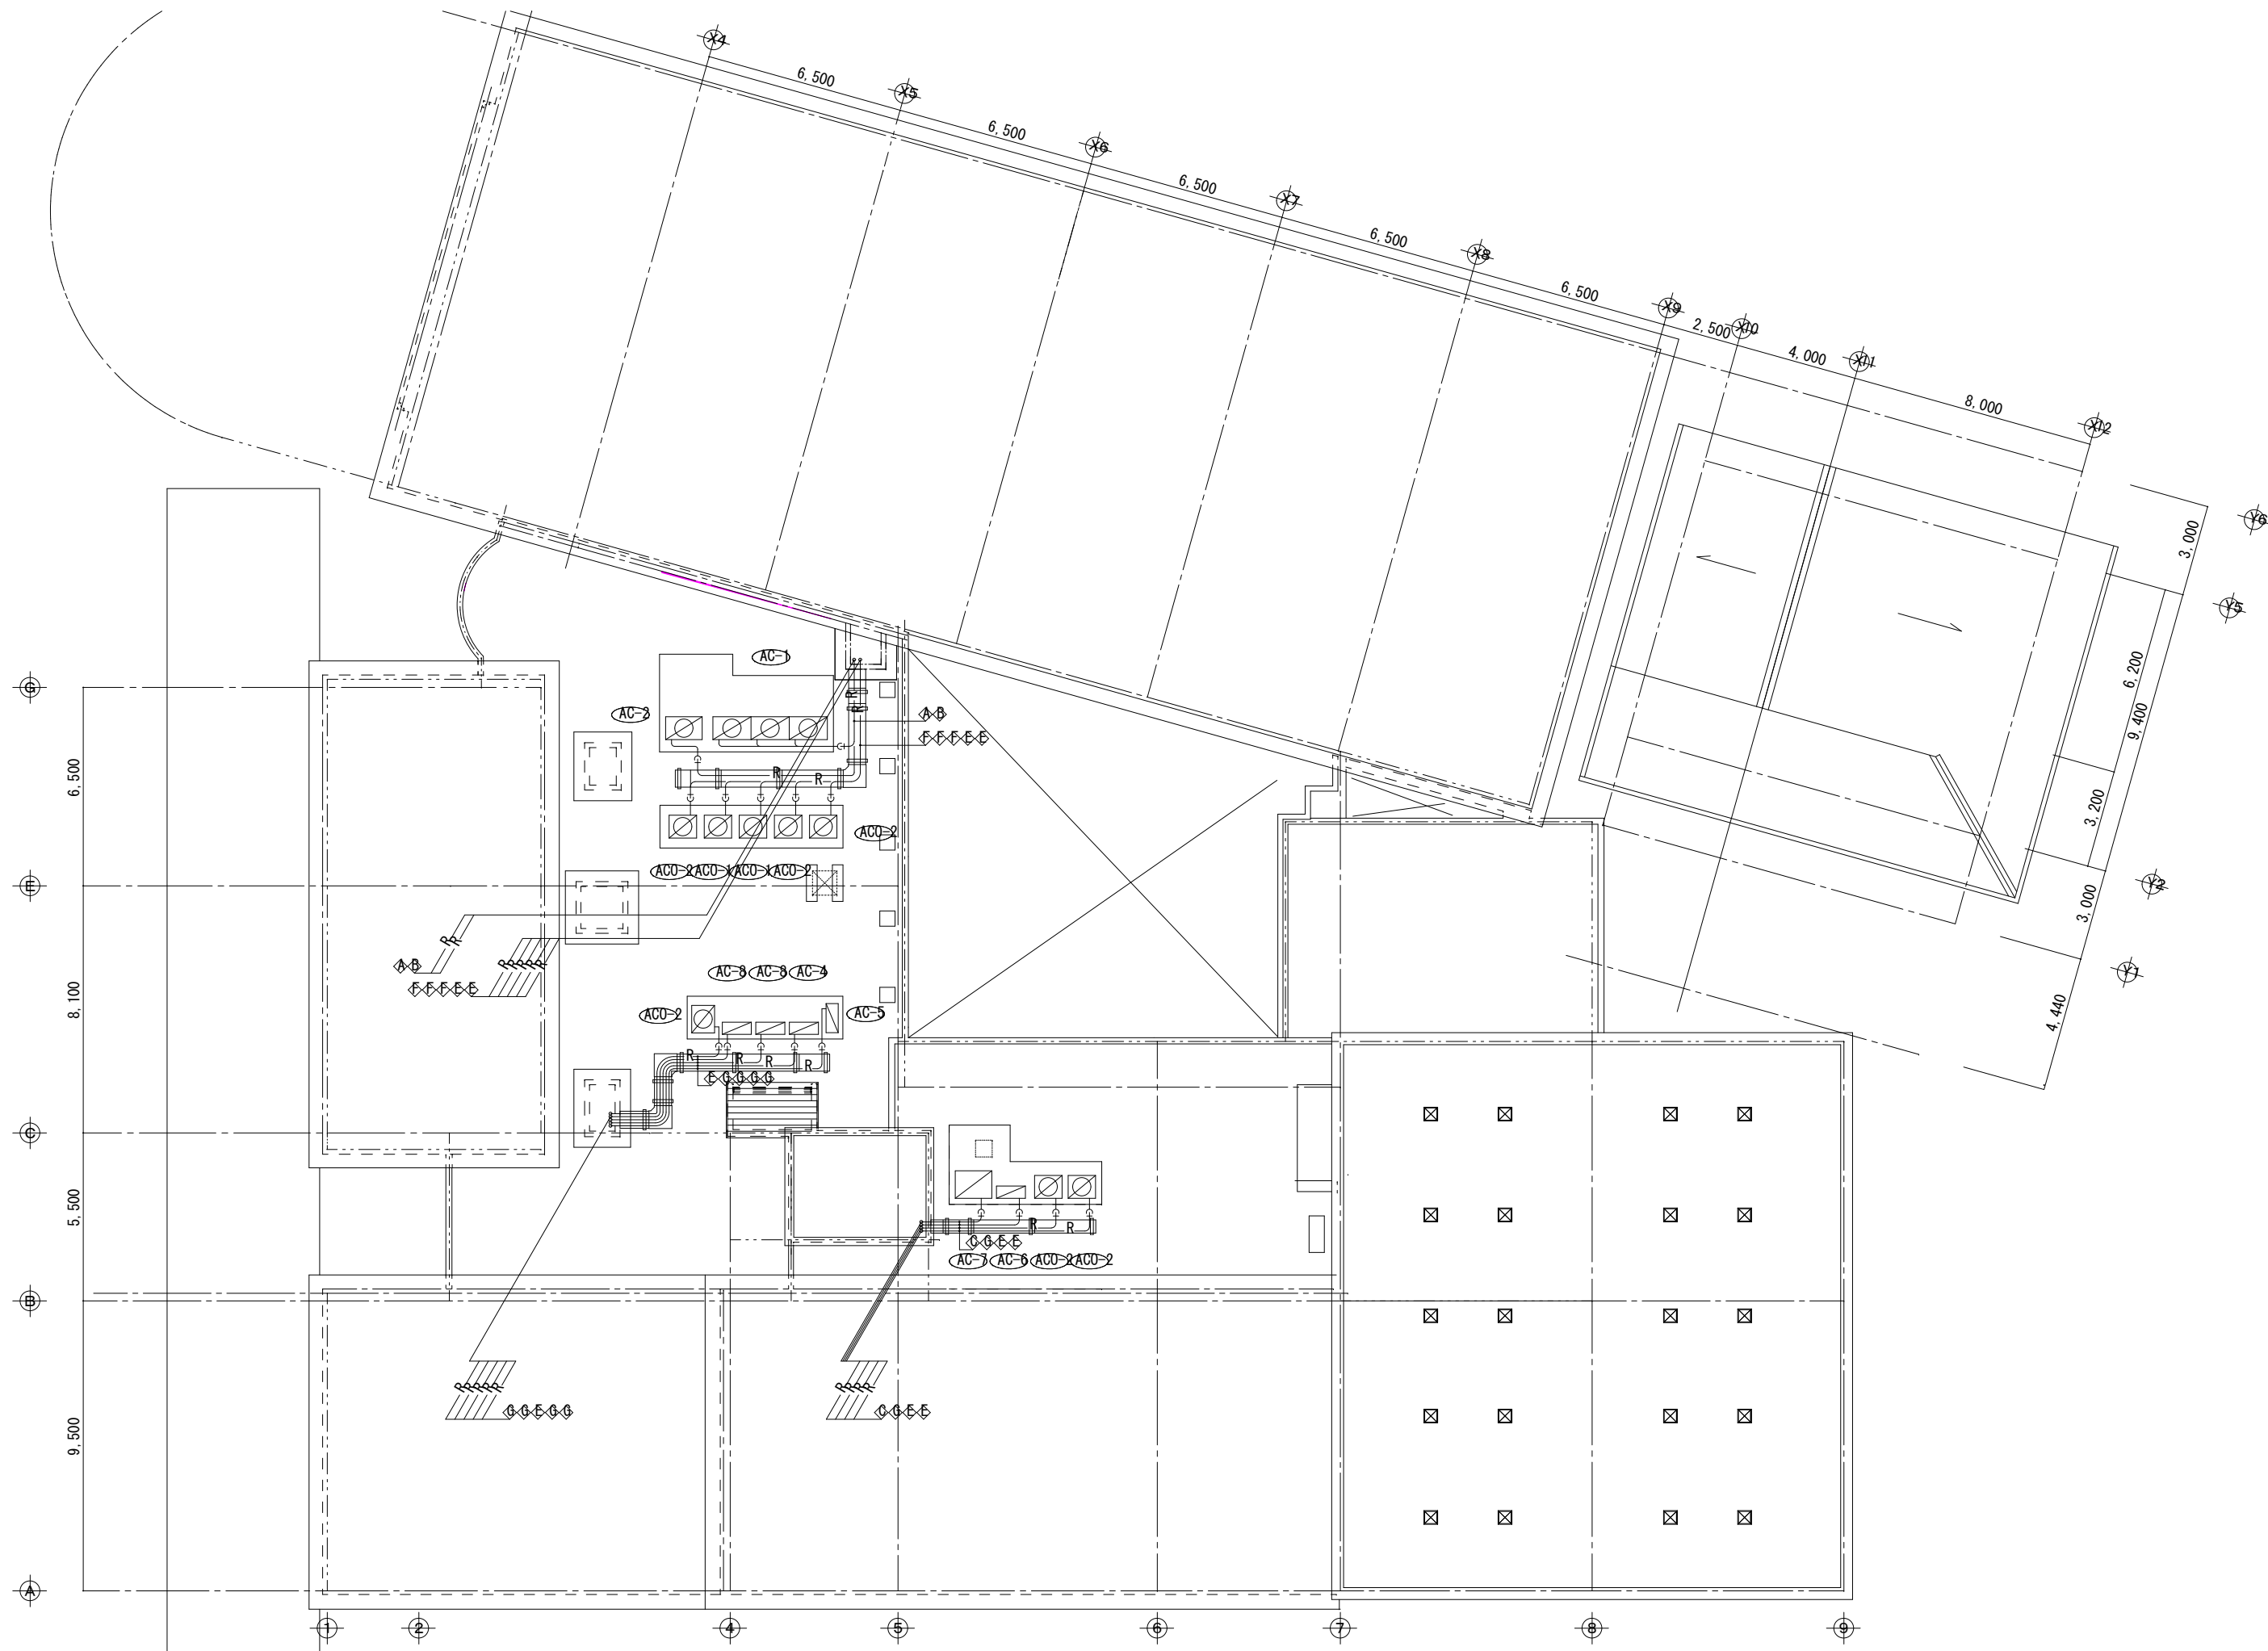 X4
6,500
X5
6,500
X6
6,500
X7
6,500
X8
6,500
X9
2,500
X10
4,000
X11
8,000
X12
Y6
3,000
Y5
6,200
9,400
3,200
Y2
3,000
Y1
4,440
G
AC-1
AC-2
R
R
A B
F F F E E
6,500
R R
ACO-2
ACO-2 ACO-1 ACO-1 ACO-2
E
R R
A B
R R R R R
F F F E E
8,100
AC-3 AC-3 AC-4
ACO-2 AC-5
R R R R
E G G G G
C
5,500
R R
C G E E
AC-7 AC-6 ACO-2 ACO-2
B
R R R R R
G G E G G
R R R R
C G E E
9,500
A
1 2 4 5 6 7 8 9